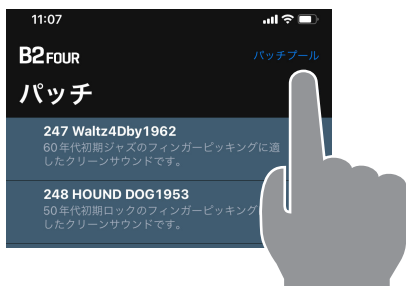 11:07
B2 FOUR
パッチプール
パッチ
247 Waltz4Dby1962
60年代初期ジャズのフィンガーピッキングに適
したクリーンサウンドです。
248 HOUND DOG1953
50年代初期ロックのフィンガーピッキング
したクリーンサウンドです。